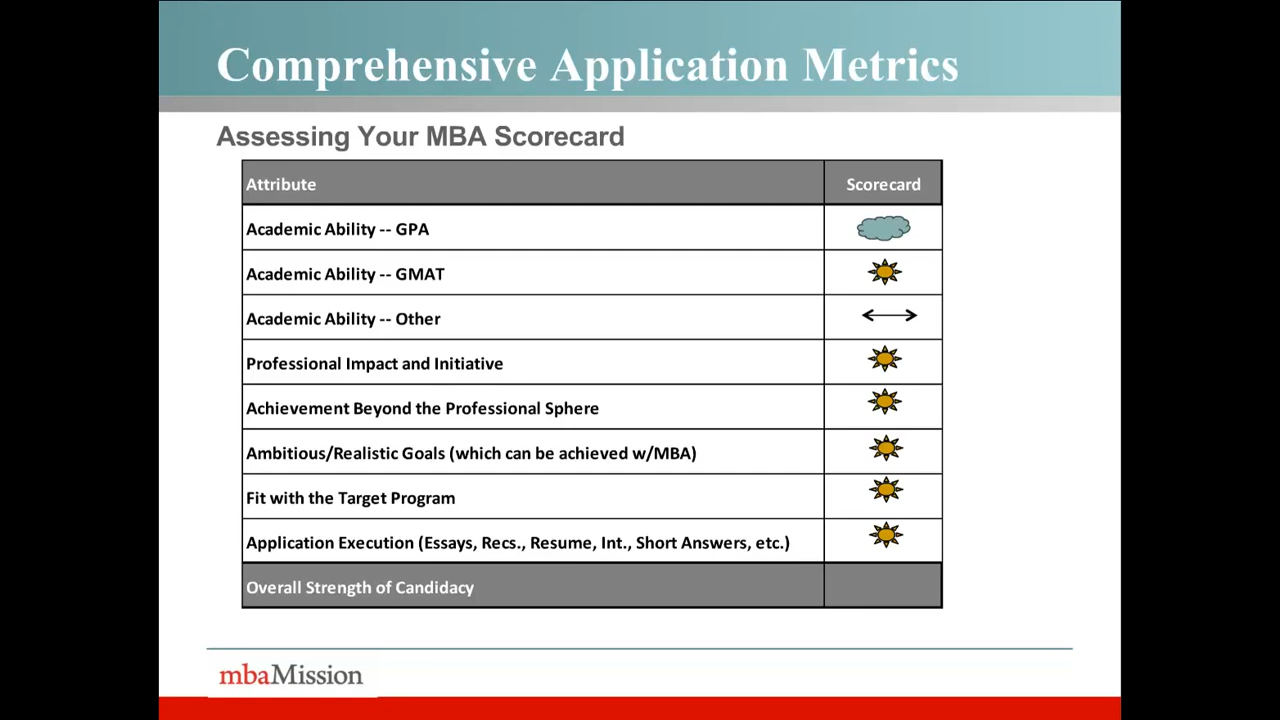 Comprehensive Application Metrics
Assessing Your MBA Scorecard
Attribute Scorecard
Academic Ability -- GPA
Academic Ability -- GMAT
Academic Ability -- Other
Professional Impact and Initiative
Achievement Beyond the Professional Sphere
Ambitious/Realistic Goals (which can be achieved w/MBA)
Fit with the Target Program
Application Execution (Essays, Recs., Resume, Int., Short Answers, etc.)
Overall Strength of Candidacy
mbaMission